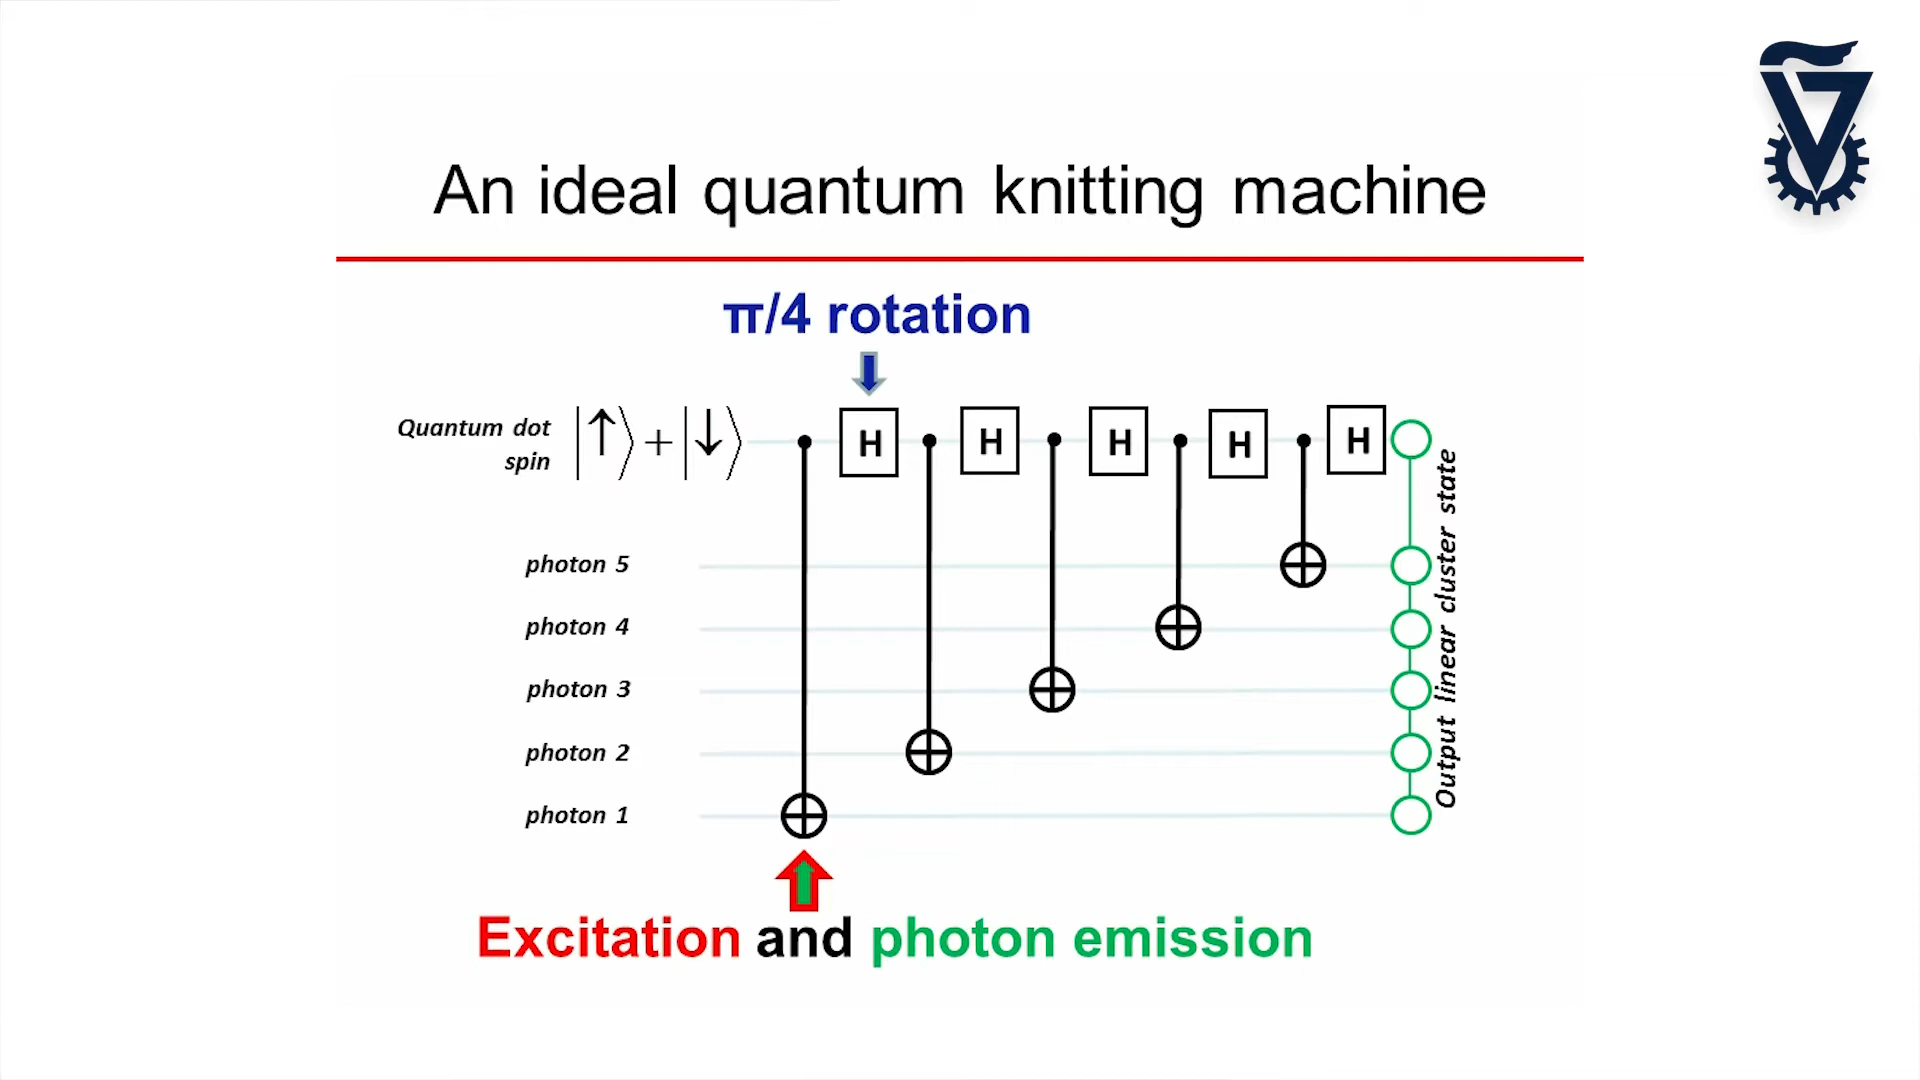 An ideal quantum knitting machine
π/4 rotation
Quantum dot
spin
|↑⟩+|↓⟩
H H H H H
photon 5
photon 4
photon 3
photon 2
photon 1
Output linear cluster state
Excitation and photon emission